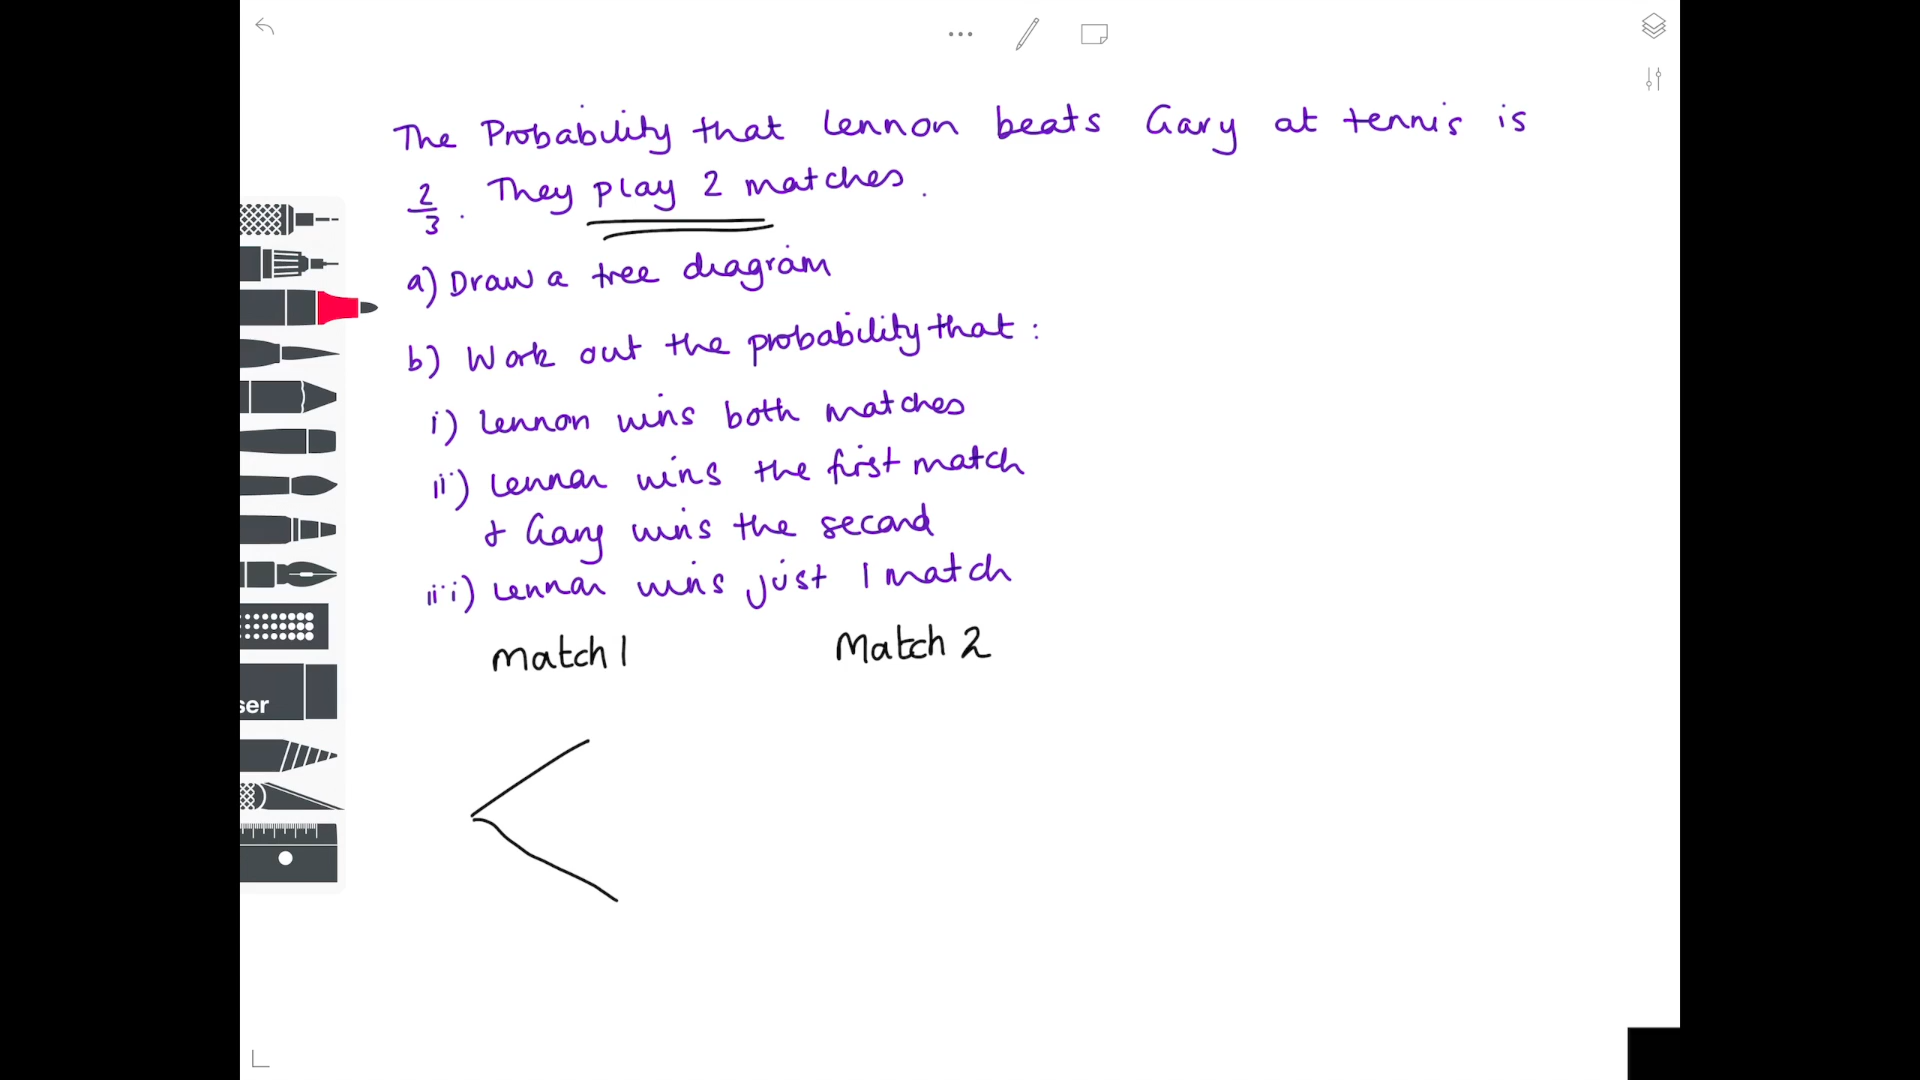 The Probability that Lennon beats Gary at tennis is
2/3. They play 2 matches.
a) Draw a tree diagram
b) Work out the probability that:
i) Lennon wins both matches
ii) Lennon wins the first match
& Gary wins the second
iii) Lennon wins just 1 match
Match 1 Match 2
ser